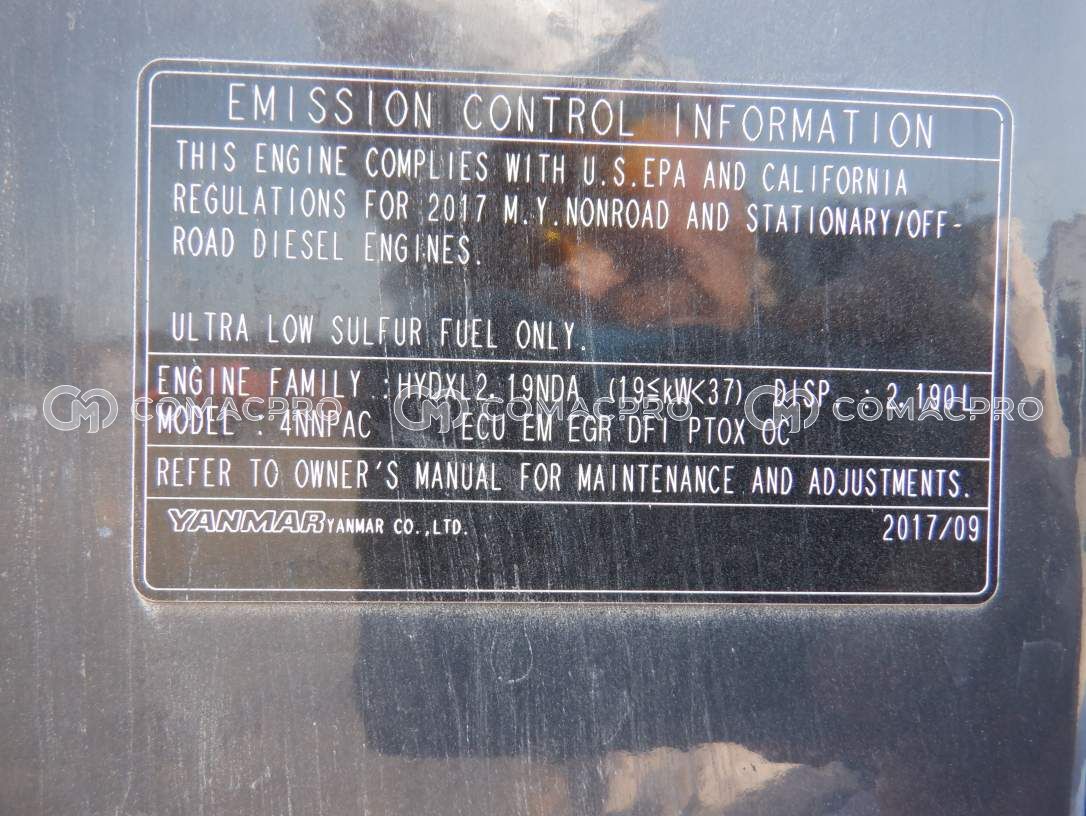 EMISSION CONTROL INFORMATION
THIS ENGINE COMPLIES WITH U.S.EPA AND CALIFORNIA
REGULATIONS FOR 2017 M.Y.NONROAD AND STATIONARY/OFF-
ROAD DIESEL ENGINES.
ULTRA LOW SULFUR FUEL ONLY.
ENGINE FAMILY :HYDXL2.19NDA (19≦kW<37) DISP. : 2.190L
COMACPRO COMACPRO COMACPRO
MODEL : 4NNPAC ECU EM EGR DFI PTOX OC
REFER TO OWNER'S MANUAL FOR MAINTENANCE AND ADJUSTMENTS.
YANMAR YANMAR CO.,LTD. 2017/09